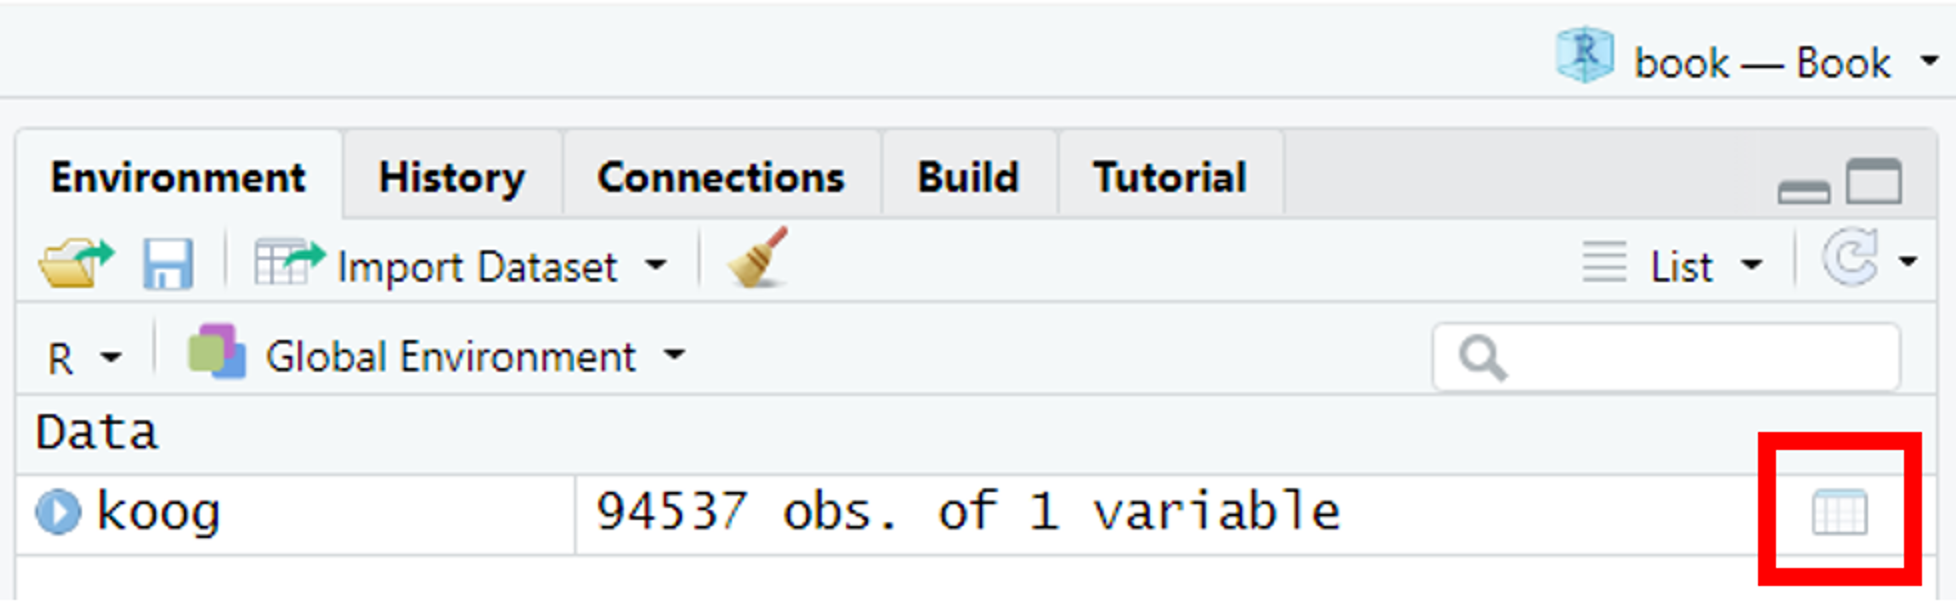 book — Book
Environment History Connections Build Tutorial
Import Dataset List
R Global Environment
Data
koog 94537 obs. of 1 variable